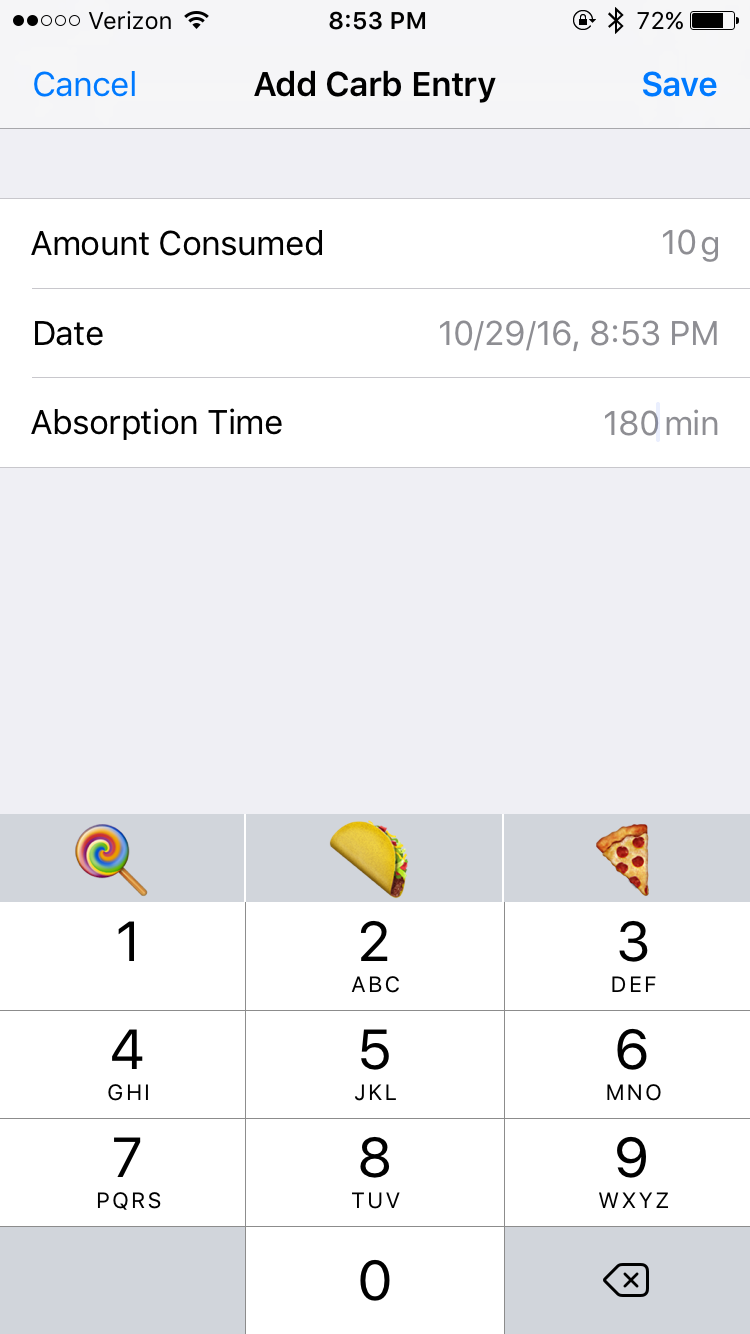 Verizon 8:53 PM 72%
Cancel Add Carb Entry Save
Amount Consumed 10 g
Date 10/29/16, 8:53 PM
Absorption Time 180 min
1 2 3
ABC DEF
4 5 6
GHI JKL MNO
7 8 9
PQRS TUV WXYZ
0